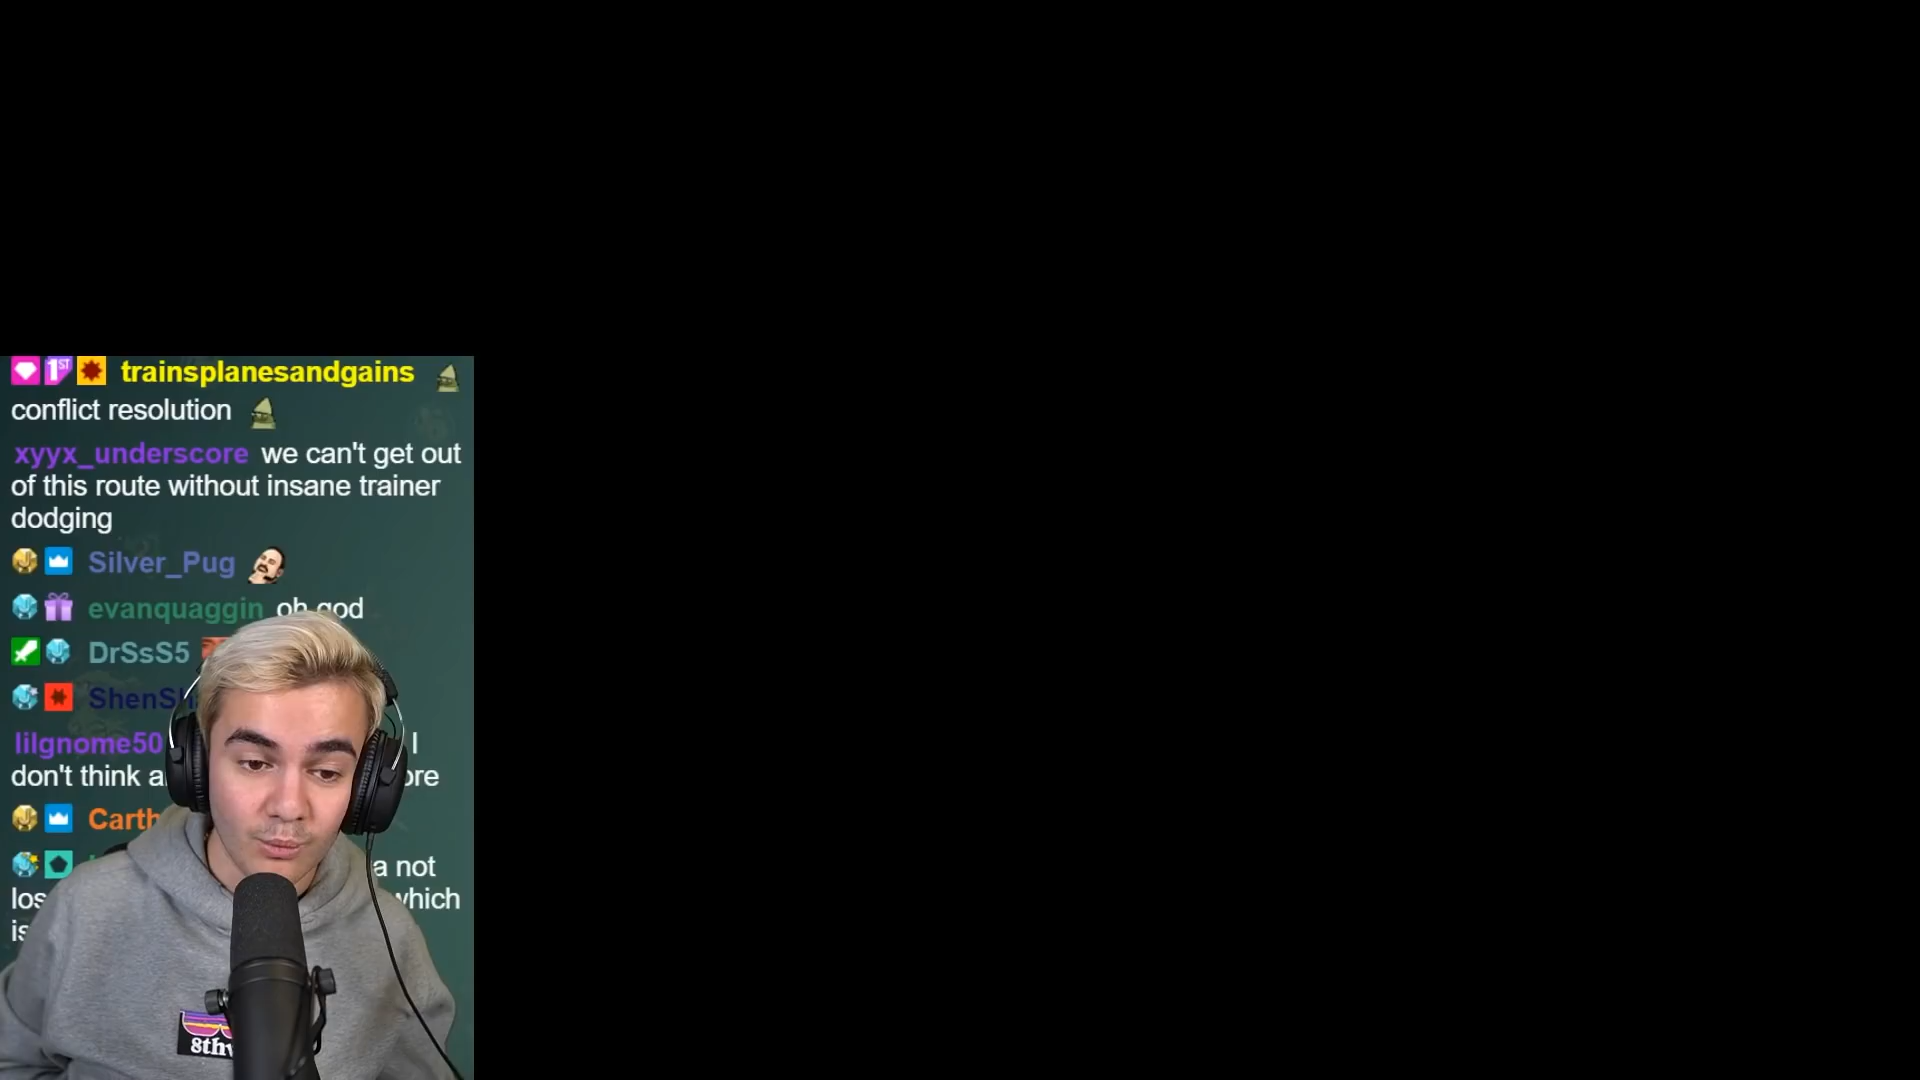 trainsplanesandgains
conflict resolution
xyyx_underscore we can't get out
of this route without insane trainer
dodging
Silver_Pug
evanquaggin oh god
DrSsS5
lilgnome50 I
don't think
a not
which
8th